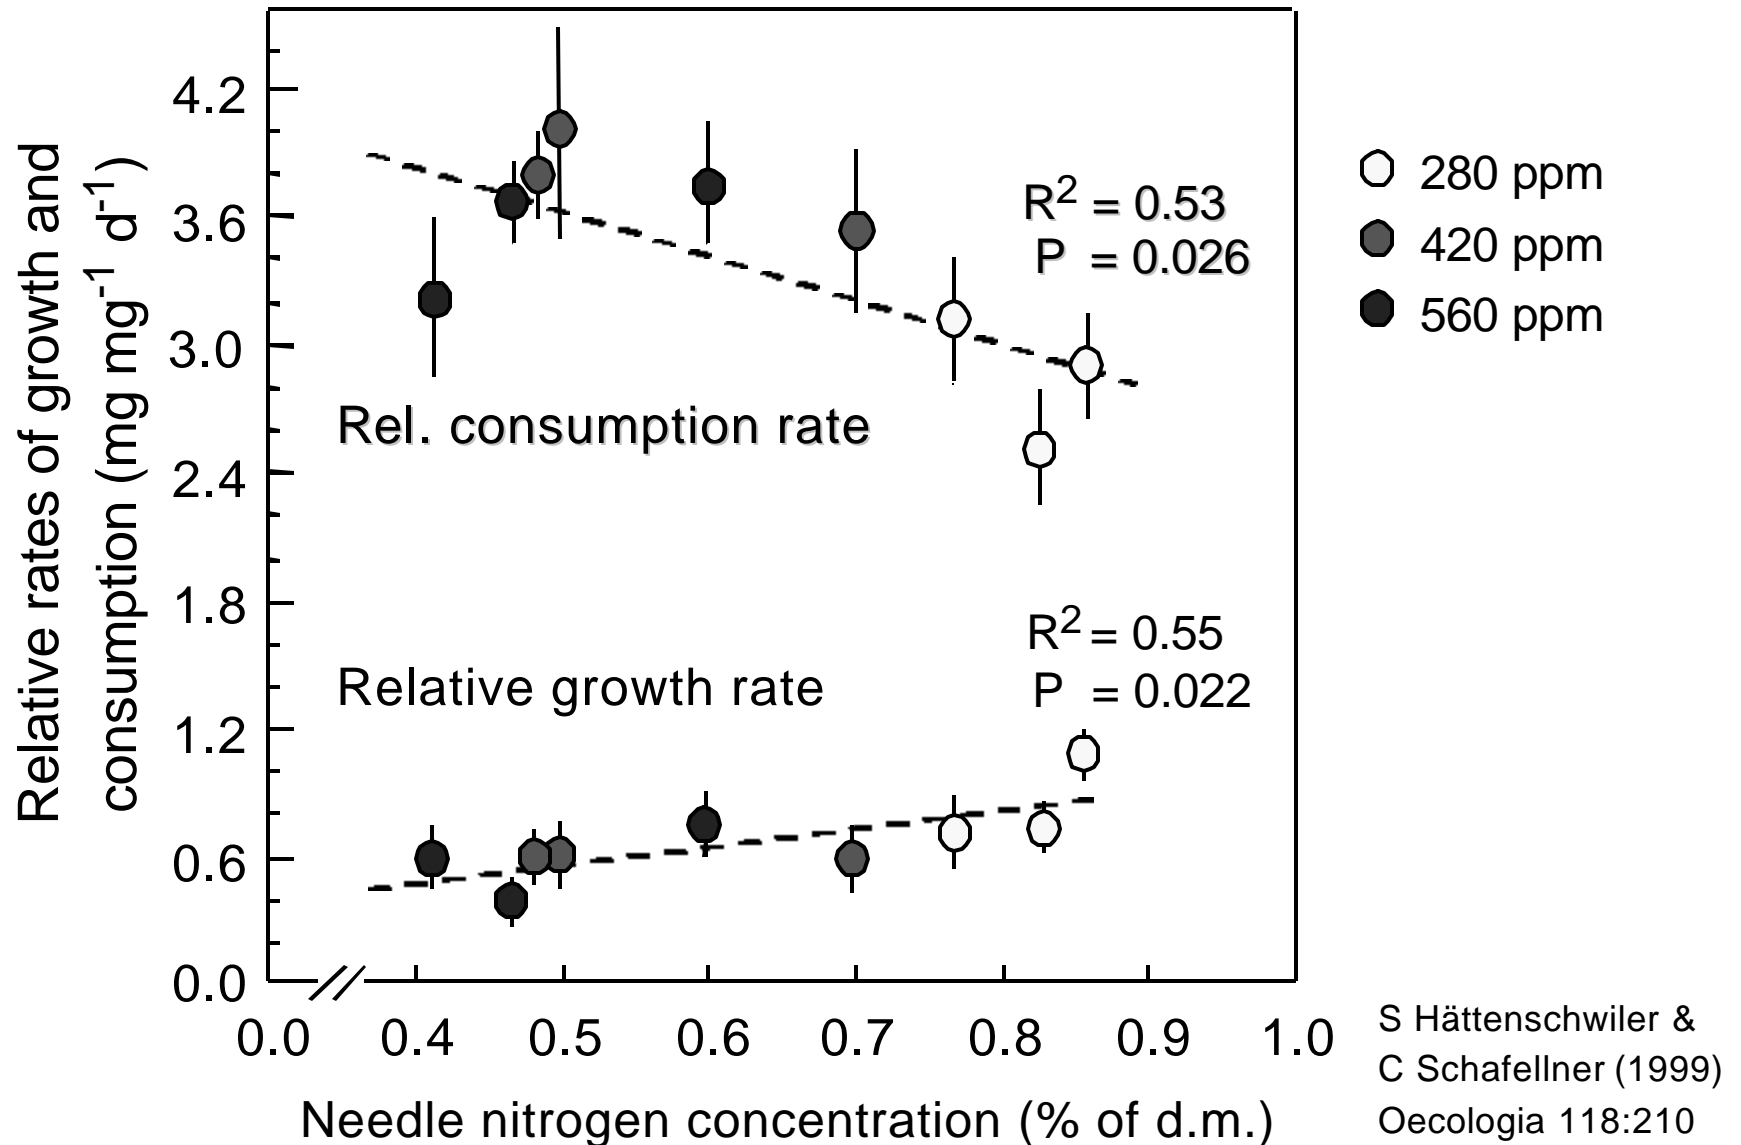 Relative rates of growth and
consumption (mg mg-1 d-1)
4.2
3.6
3.0
2.4
1.8
1.2
0.6
0.0
R2 = 0.53
P = 0.026
Rel. consumption rate
R2 = 0.55
P = 0.022
Relative growth rate
0.0 0.4 0.5 0.6 0.7 0.8 0.9 1.0
Needle nitrogen concentration (% of d.m.)
280 ppm
420 ppm
560 ppm
S Hättenschwiler &
C Schafellner (1999)
Oecologia 118:210